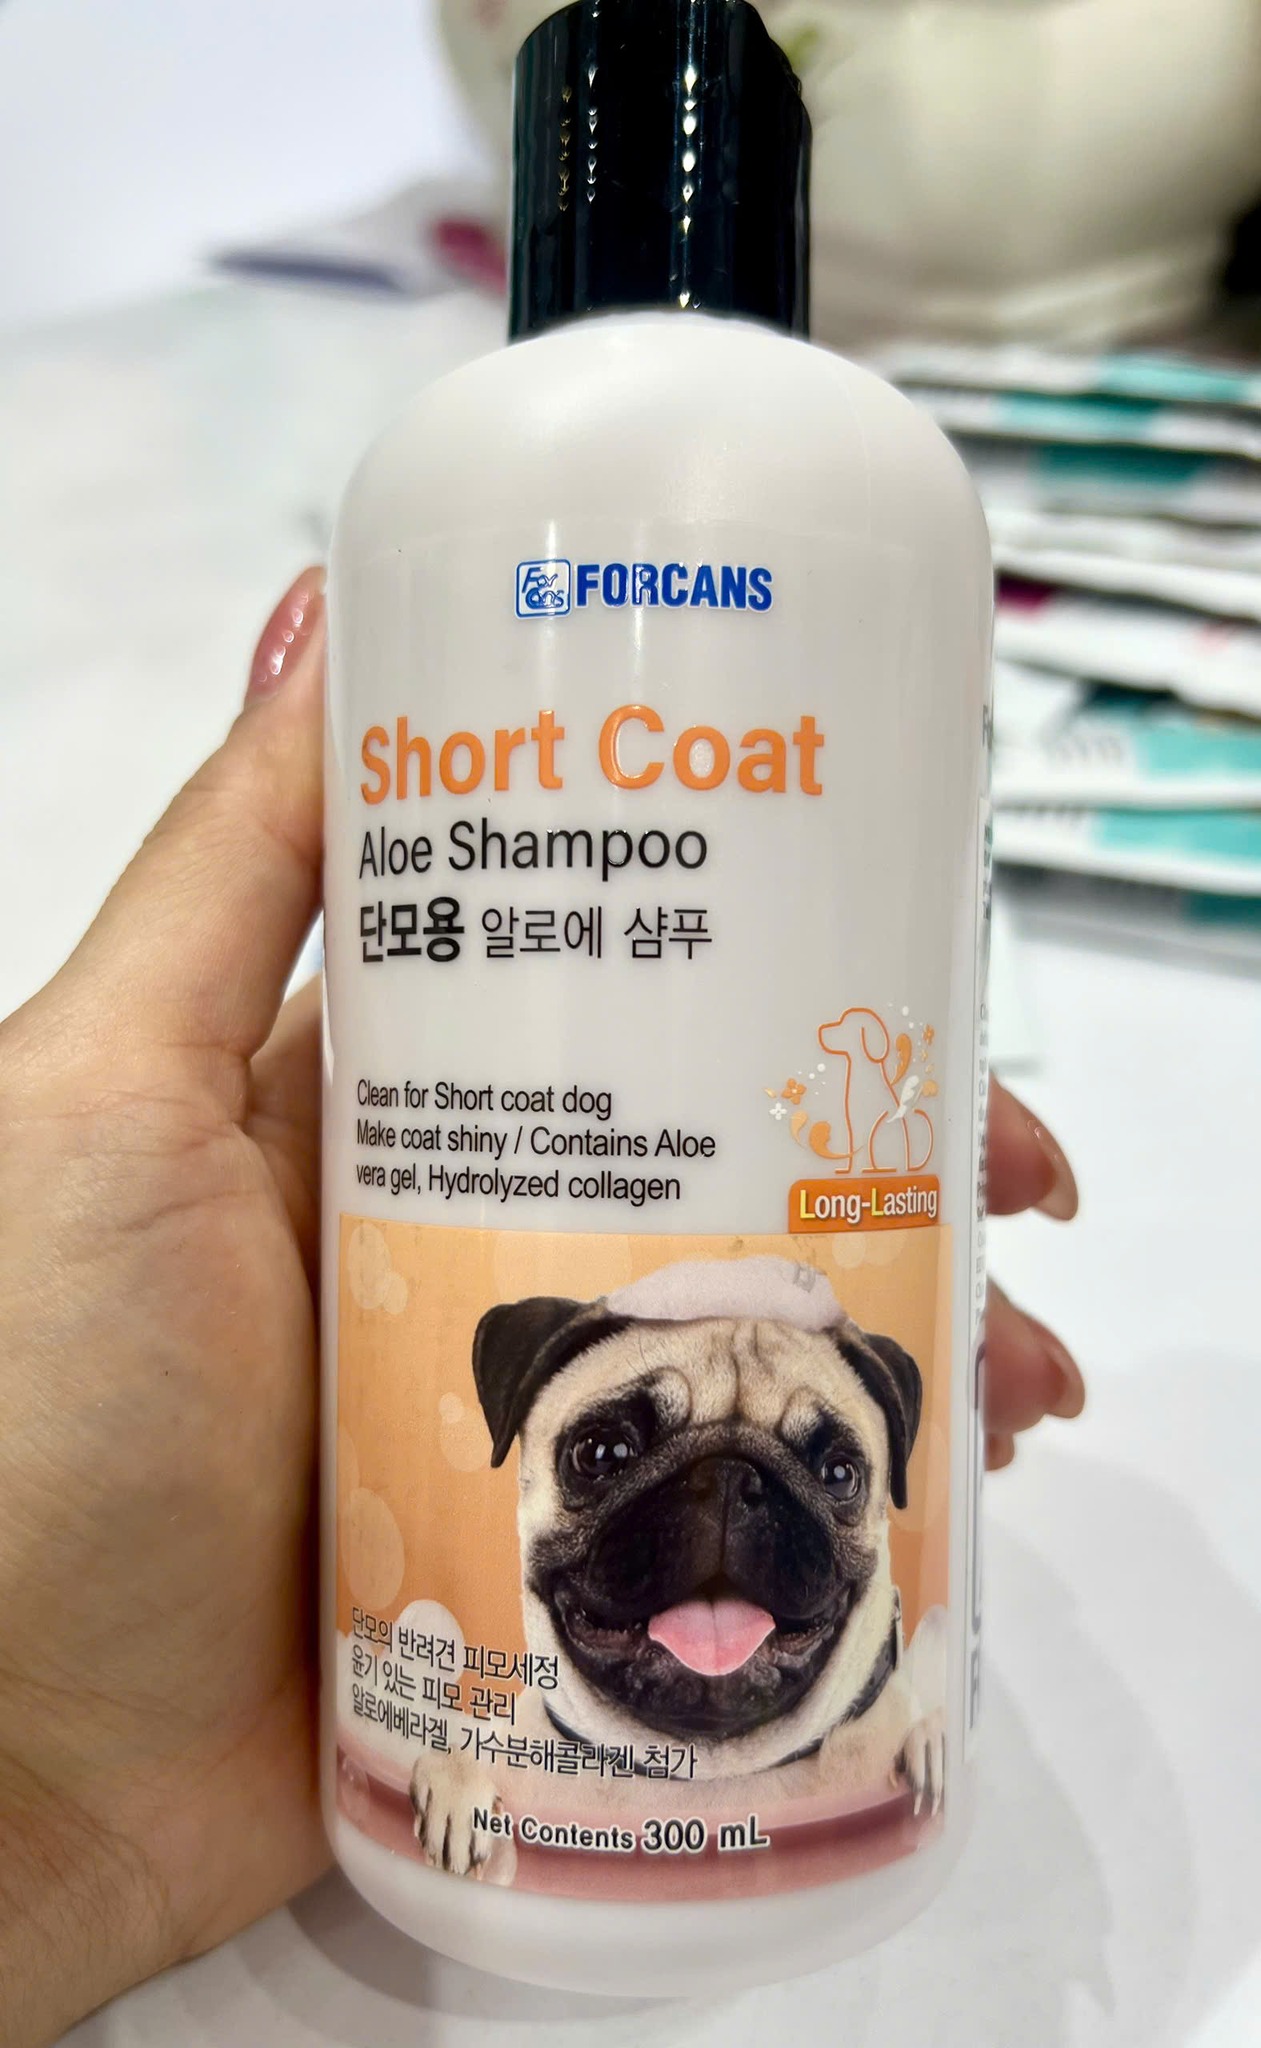 For Cans FORCANS
Short Coat
Aloe Shampoo
단모용 알로에 샴푸
Clean for Short coat dog
Make coat shiny / Contains Aloe
vera gel, Hydrolyzed collagen
Long-Lasting
단모의 반려견 피모세정
윤기 있는 피모 관리
알로에베라겔, 가수분해콜라겐 첨가
Net Contents 300 mL